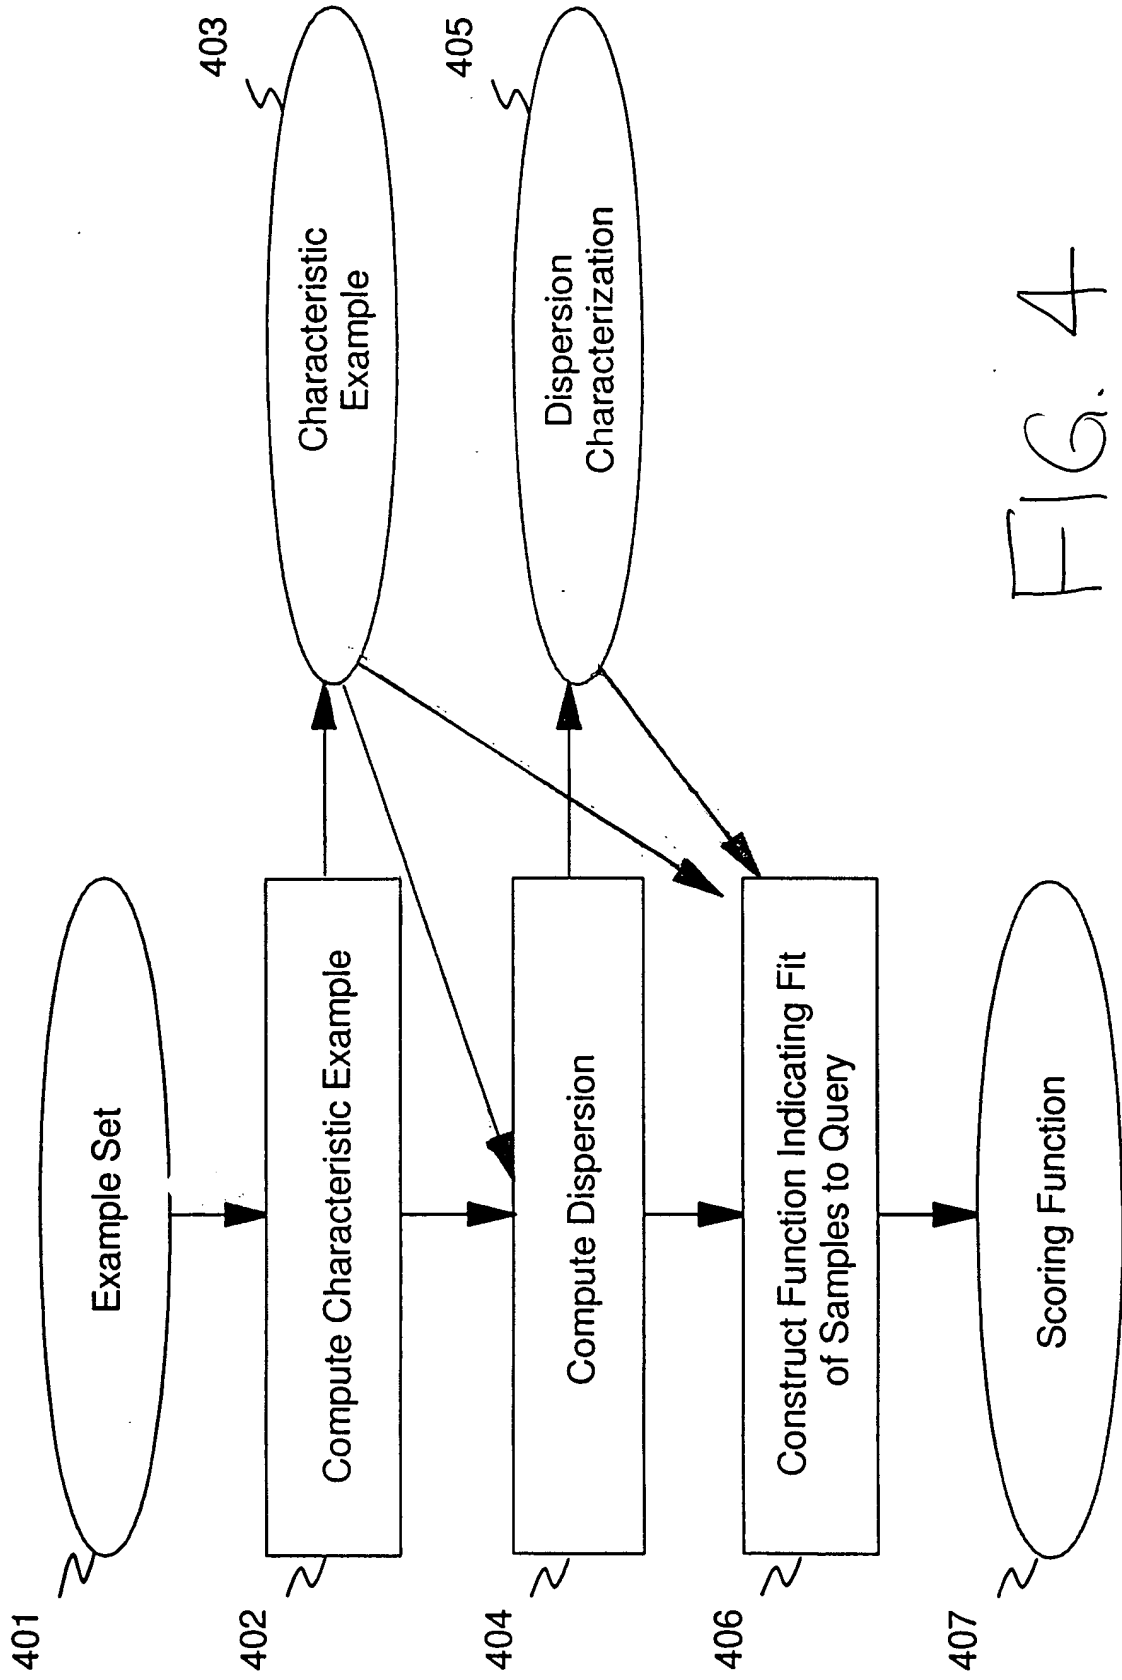 401
Example Set
402
Compute Characteristic Example
403
Characteristic
Example
404
Compute Dispersion
405
Dispersion
Characterization
406
Construct Function Indicating Fit
of Samples to Query
407
Scoring Function
FIG. 4